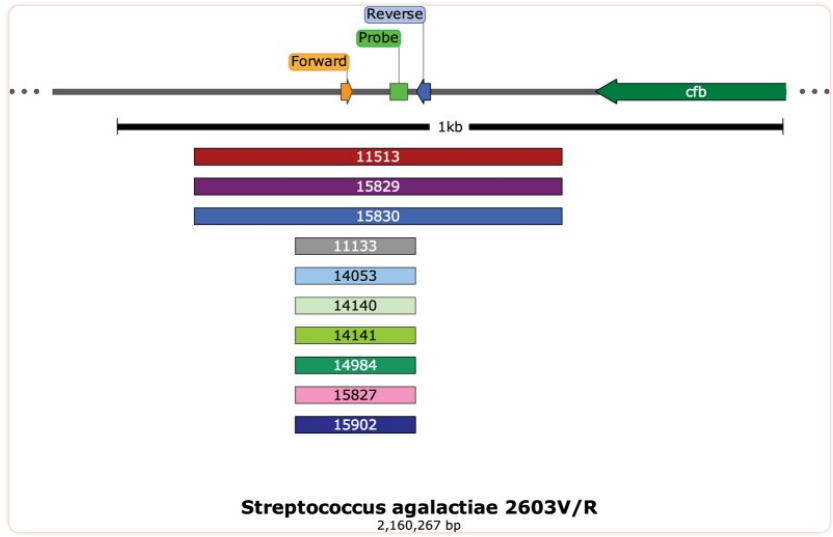 Reverse
Probe
Forward
cfb
1kb
11513
15829
15830
11133
14053
14140
14141
14984
15827
15902
Streptococcus agalactiae 2603V/R
2,160,267 bp